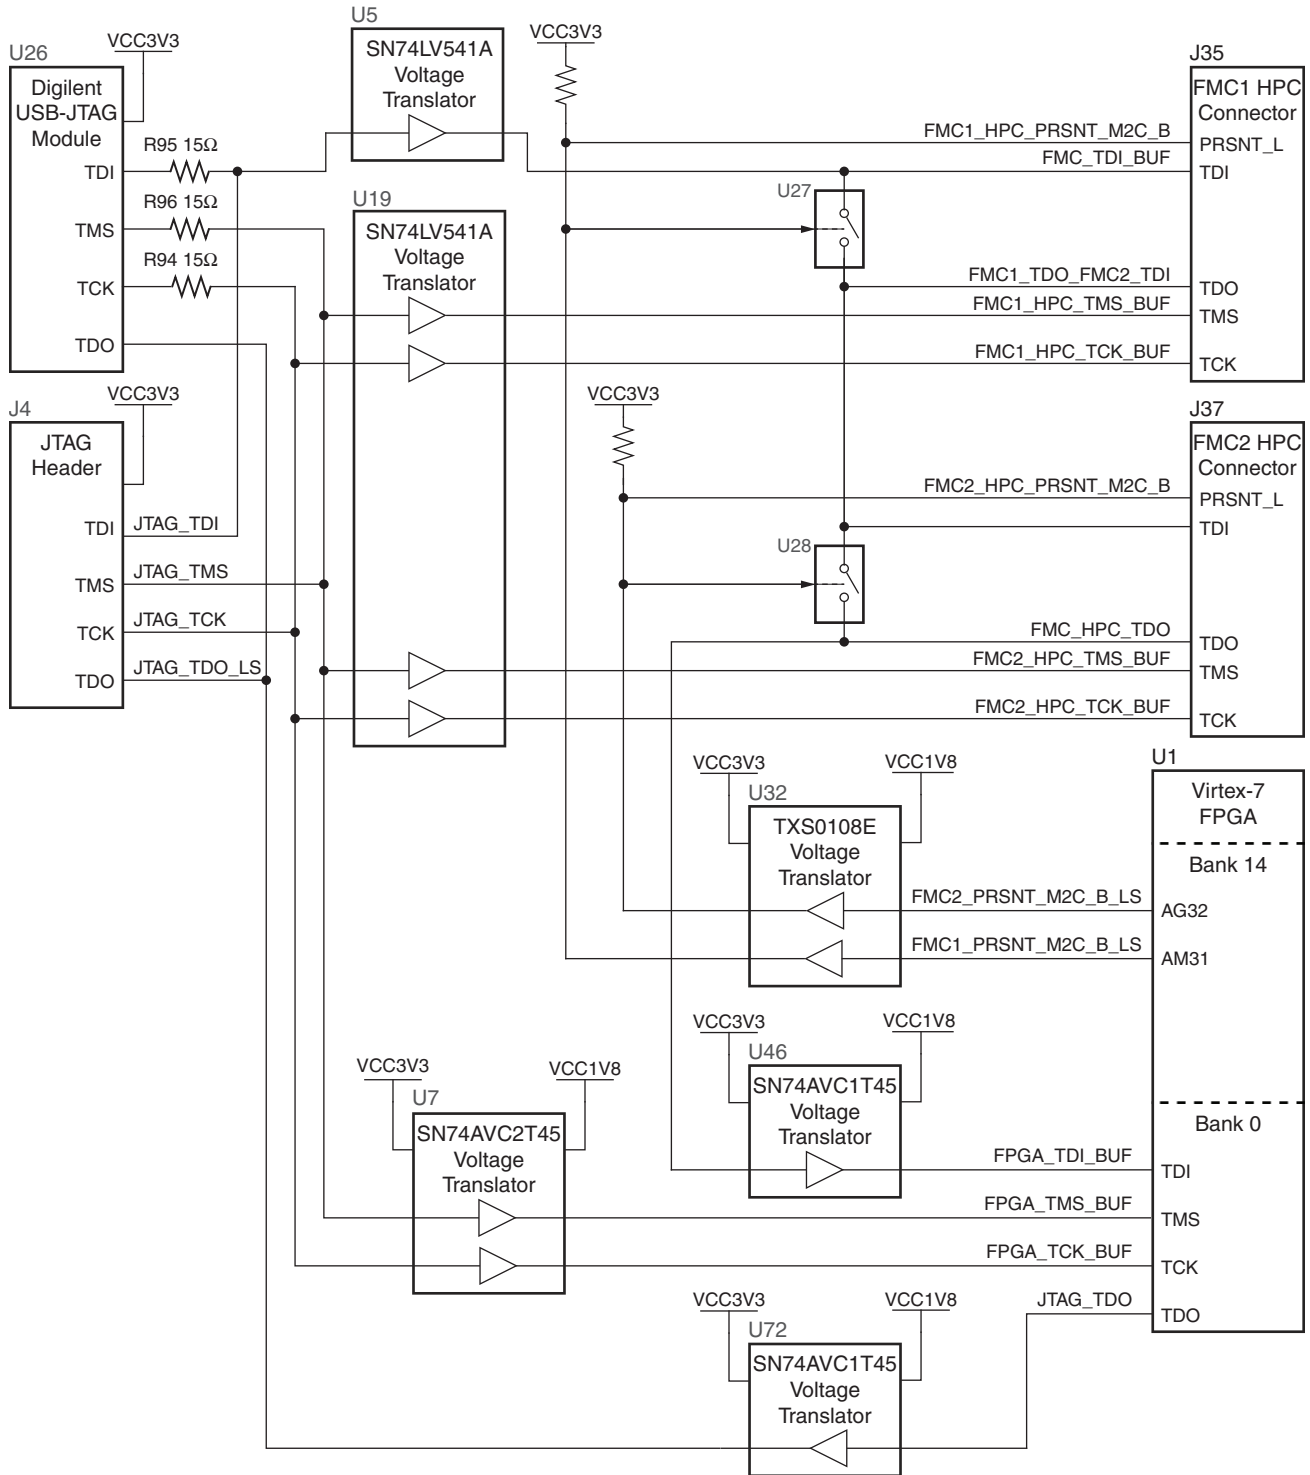 U26
VCC3V3
Digilent
USB-JTAG
Module
R95 15Ω
TDI
R96 15Ω
TMS
R94 15Ω
TCK
TDO
J4
VCC3V3
JTAG
Header
TDI
JTAG_TDI
TMS
JTAG_TMS
TCK
JTAG_TCK
TDO
JTAG_TDO_LS
U5
SN74LV541A
Voltage
Translator
U19
SN74LV541A
Voltage
Translator
VCC3V3
U27
VCC3V3
U28
J35
FMC1 HPC
Connector
FMC1_HPC_PRSNT_M2C_B
PRSNT_L
FMC_TDI_BUF
TDI
FMC1_TDO_FMC2_TDI
TDO
FMC1_HPC_TMS_BUF
TMS
FMC1_HPC_TCK_BUF
TCK
J37
FMC2 HPC
Connector
FMC2_HPC_PRSNT_M2C_B
PRSNT_L
TDI
FMC_HPC_TDO
TDO
FMC2_HPC_TMS_BUF
TMS
FMC2_HPC_TCK_BUF
TCK
VCC3V3
VCC1V8
U32
TXS0108E
Voltage
Translator
U1
Virtex-7
FPGA
Bank 14
FMC2_PRSNT_M2C_B_LS
AG32
FMC1_PRSNT_M2C_B_LS
AM31
VCC3V3
VCC1V8
U46
SN74AVC1T45
Voltage
Translator
VCC3V3
VCC1V8
U7
SN74AVC2T45
Voltage
Translator
Bank 0
FPGA_TDI_BUF
TDI
FPGA_TMS_BUF
TMS
FPGA_TCK_BUF
TCK
JTAG_TDO
TDO
VCC3V3
VCC1V8
U72
SN74AVC1T45
Voltage
Translator